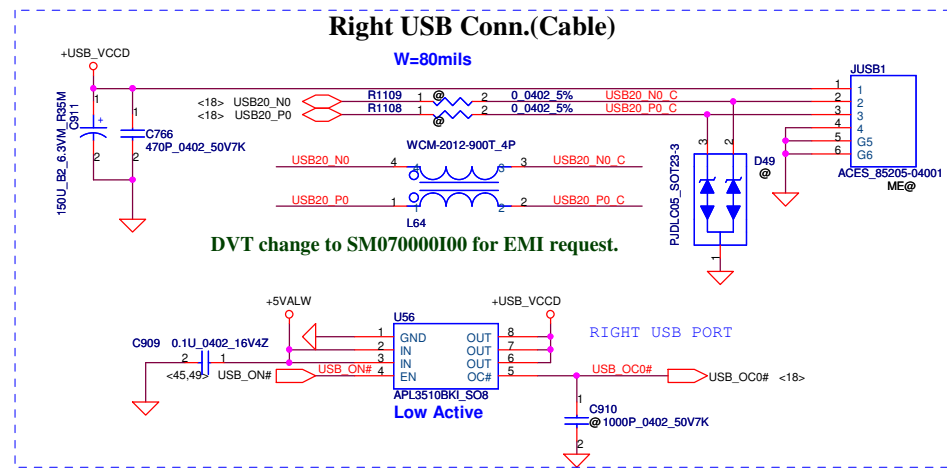 Right USB Conn.(Cable)
+USB_VCCD
W=80mils
JUSB1
1
C911
150U_B2_6.3VM_R35M
+
2
1
C766
470P_0402_50V7K
2
<18> USB20_N0
R1109
1 @ 2
0_0402_5%
USB20_N0_C
<18> USB20_P0
R1108
1 @ 2
0_0402_5%
USB20_P0_C
1 1
2 2
3 3
4 4
5 G5
6 G6
ACES_85205-04001
ME@
WCM-2012-900T_4P
USB20_N0 4 4 3 3 USB20_N0_C
USB20_P0 1 1 2 2 USB20_P0_C
L64
3 2
D49
@
PJDLC05_SOT23-3
1
DVT change to SM070000I00 for EMI request.
+5VALW
+USB_VCCD
U56
C909 0.1U_0402_16V4Z
2 1
1 GND OUT 8
2 IN OUT 7
3 IN OUT 6
4 EN OC# 5
<45,49> USB_ON# USB_ON#
APL3510BKI_SO8
Low Active
RIGHT USB PORT
USB_OC0# USB_OC0# <18>
1
C910
@ 1000P_0402_50V7K
2